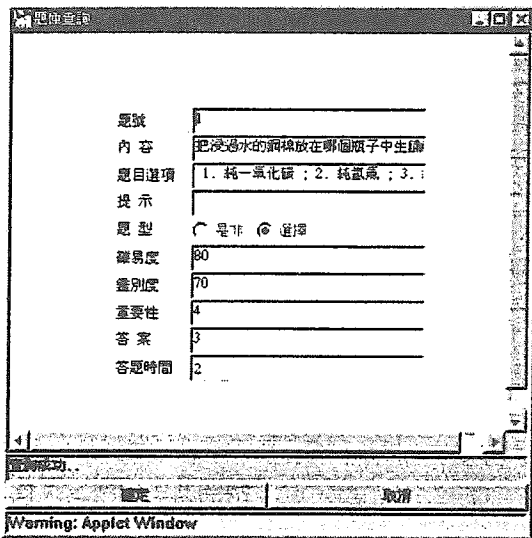 題庫查詢
題號 1
內 容 把浸過水的鋼棉放在哪個瓶子中生鏽
題目選項 1. 純一氧化碳 ; 2. 純氫氣 ; 3.
提 示
題 型 是非 選擇
難易度 80
鑑別度 70
重要性 4
答 案 3
答題時間 2
查詢成功..
確定 取消
Warning: Applet Window